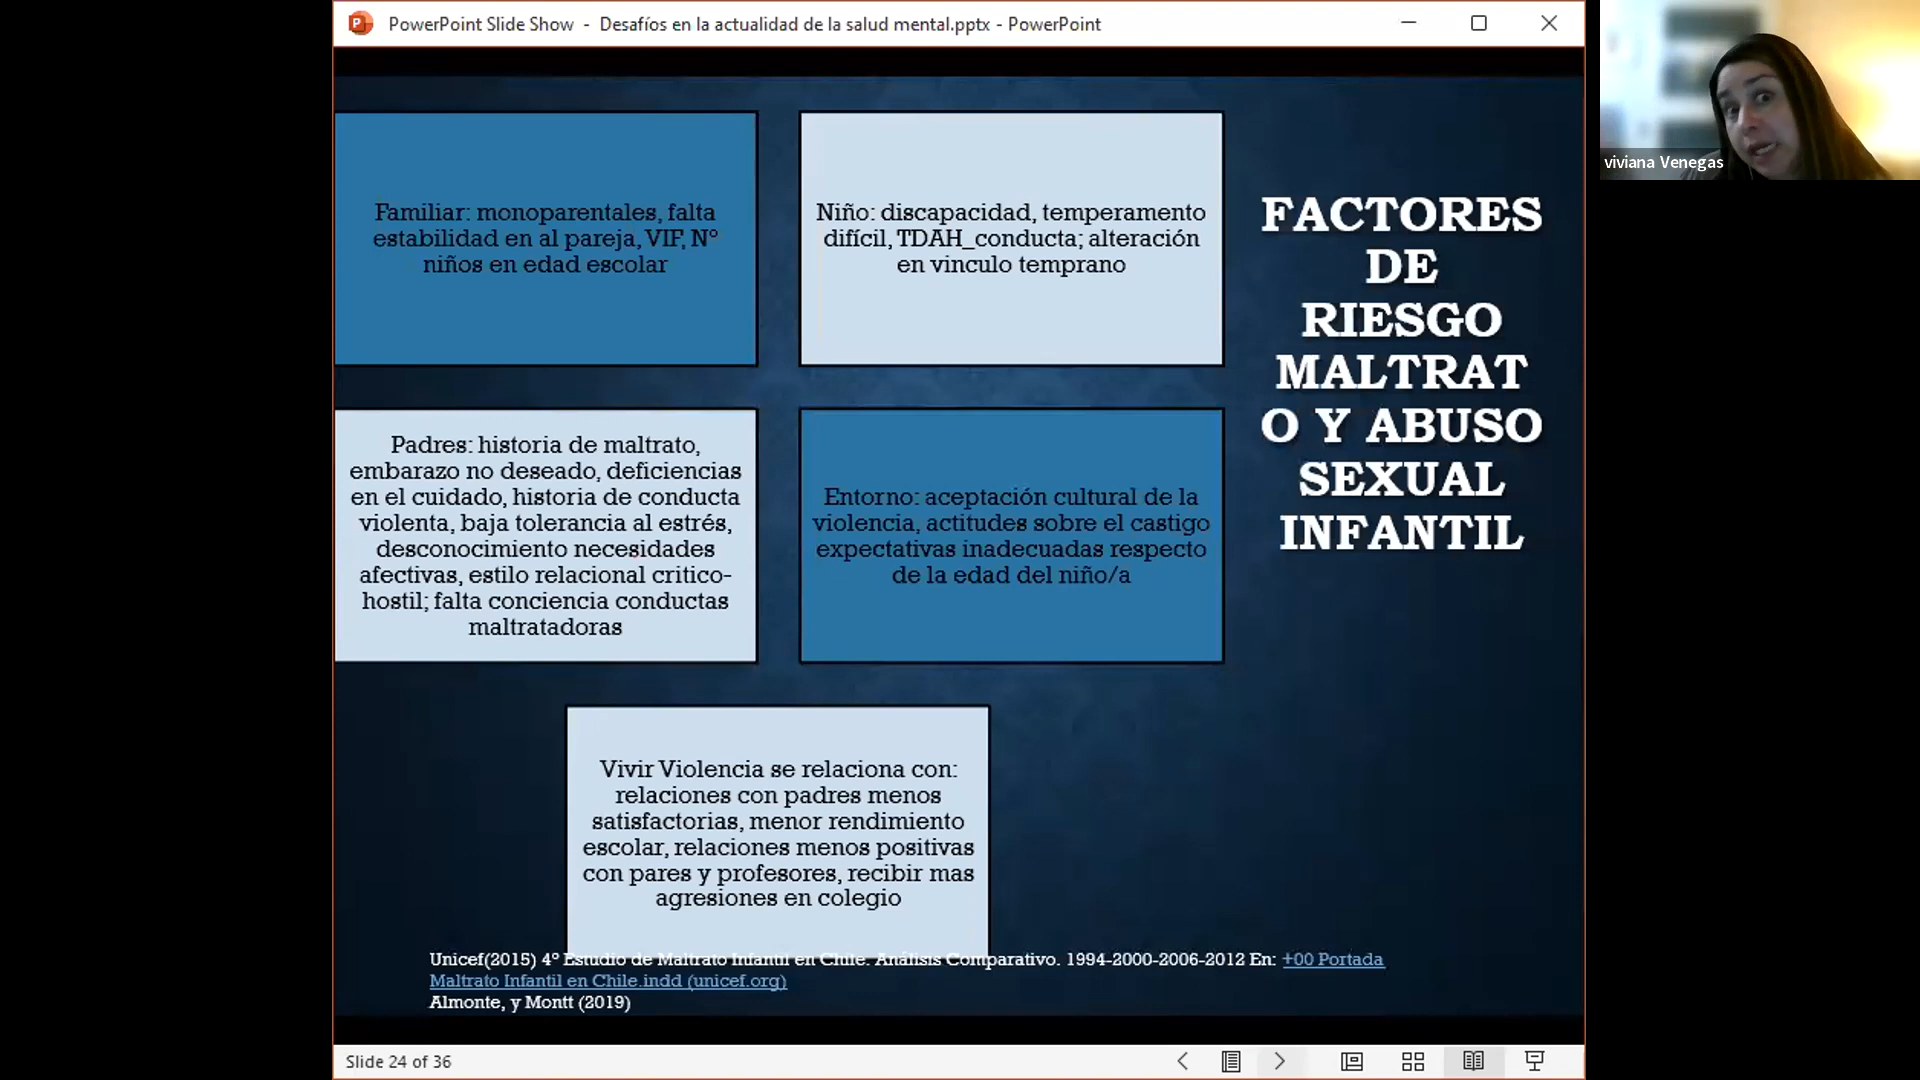 PowerPoint Slide Show - Desafíos en la actualidad de la salud mental.pptx - PowerPoint
viviana Venegas
Familiar: monoparentales, falta
estabilidad en al pareja, VIF, Nº
niños en edad escolar
Niño: discapacidad, temperamento
difícil, TDAH_conducta; alteración
en vinculo temprano
FACTORES
DE
RIESGO
MALTRAT
O Y ABUSO
SEXUAL
INFANTIL
Padres: historia de maltrato,
embarazo no deseado, deficiencias
en el cuidado, historia de conducta
violenta, baja tolerancia al estrés,
desconocimiento necesidades
afectivas, estilo relacional critico-
hostil; falta conciencia conductas
maltratadoras
Entorno: aceptación cultural de la
violencia, actitudes sobre el castigo
expectativas inadecuadas respecto
de la edad del niño/a
Vivir Violencia se relaciona con:
relaciones con padres menos
satisfactorias, menor rendimiento
escolar, relaciones menos positivas
con pares y profesores, recibir mas
agresiones en colegio
Unicef(2015) 4º Estudio de Maltrato Infantil en Chile. Análisis Comparativo. 1994-2000-2006-2012 En: +00 Portada
Maltrato Infantil en Chile.indd (unicef.org)
Almonte, y Montt (2019)
Slide 24 of 36